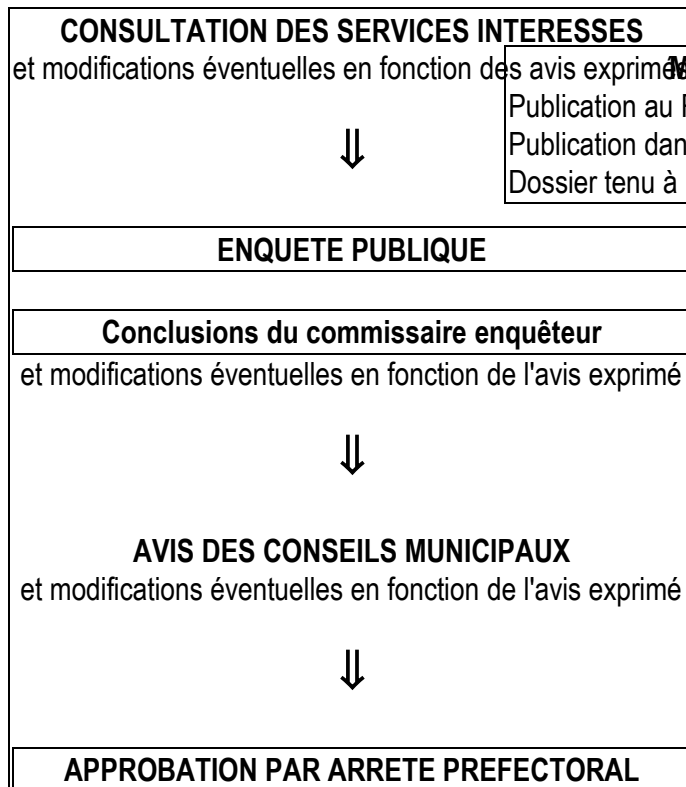 CONSULTATION DES SERVICES INTERESSES
et modifications éventuelles en fonction des avis exprimés
Publication au
Publication dan
Dossier tenu à
⇓
ENQUETE PUBLIQUE
Conclusions du commissaire enquêteur
et modifications éventuelles en fonction de l'avis exprimé
⇓
AVIS DES CONSEILS MUNICIPAUX
et modifications éventuelles en fonction de l'avis exprimé
⇓
APPROBATION PAR ARRETE PREFECTORAL